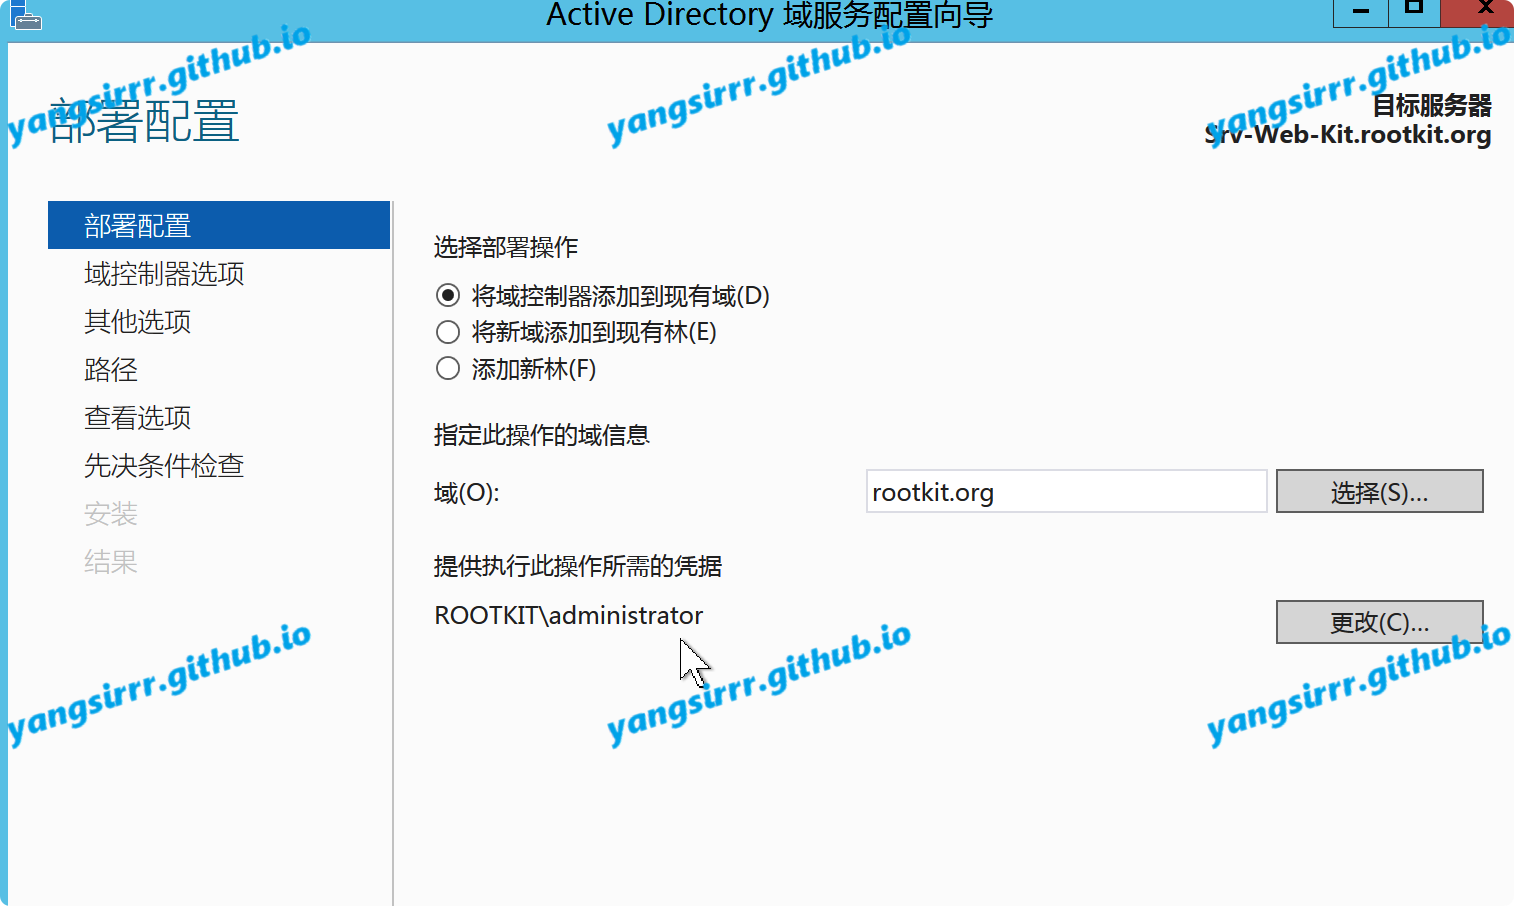 Active Directory 域服务配置向导
yangsirrr.github.io
yangsirrr.github.io
yangsirrr.github.io
部署配置
目标服务器
Srv-Web-Kit.rootkit.org
部署配置
域控制器选项
其他选项
路径
查看选项
先决条件检查
安装
结果
选择部署操作
将域控制器添加到现有域(D)
将新域添加到现有林(E)
添加新林(F)
指定此操作的域信息
域(O):
rootkit.org
选择(S)...
提供执行此操作所需的凭据
ROOTKIT\administrator
更改(C)...
yangsirrr.github.io
yangsirrr.github.io
yangsirrr.github.io